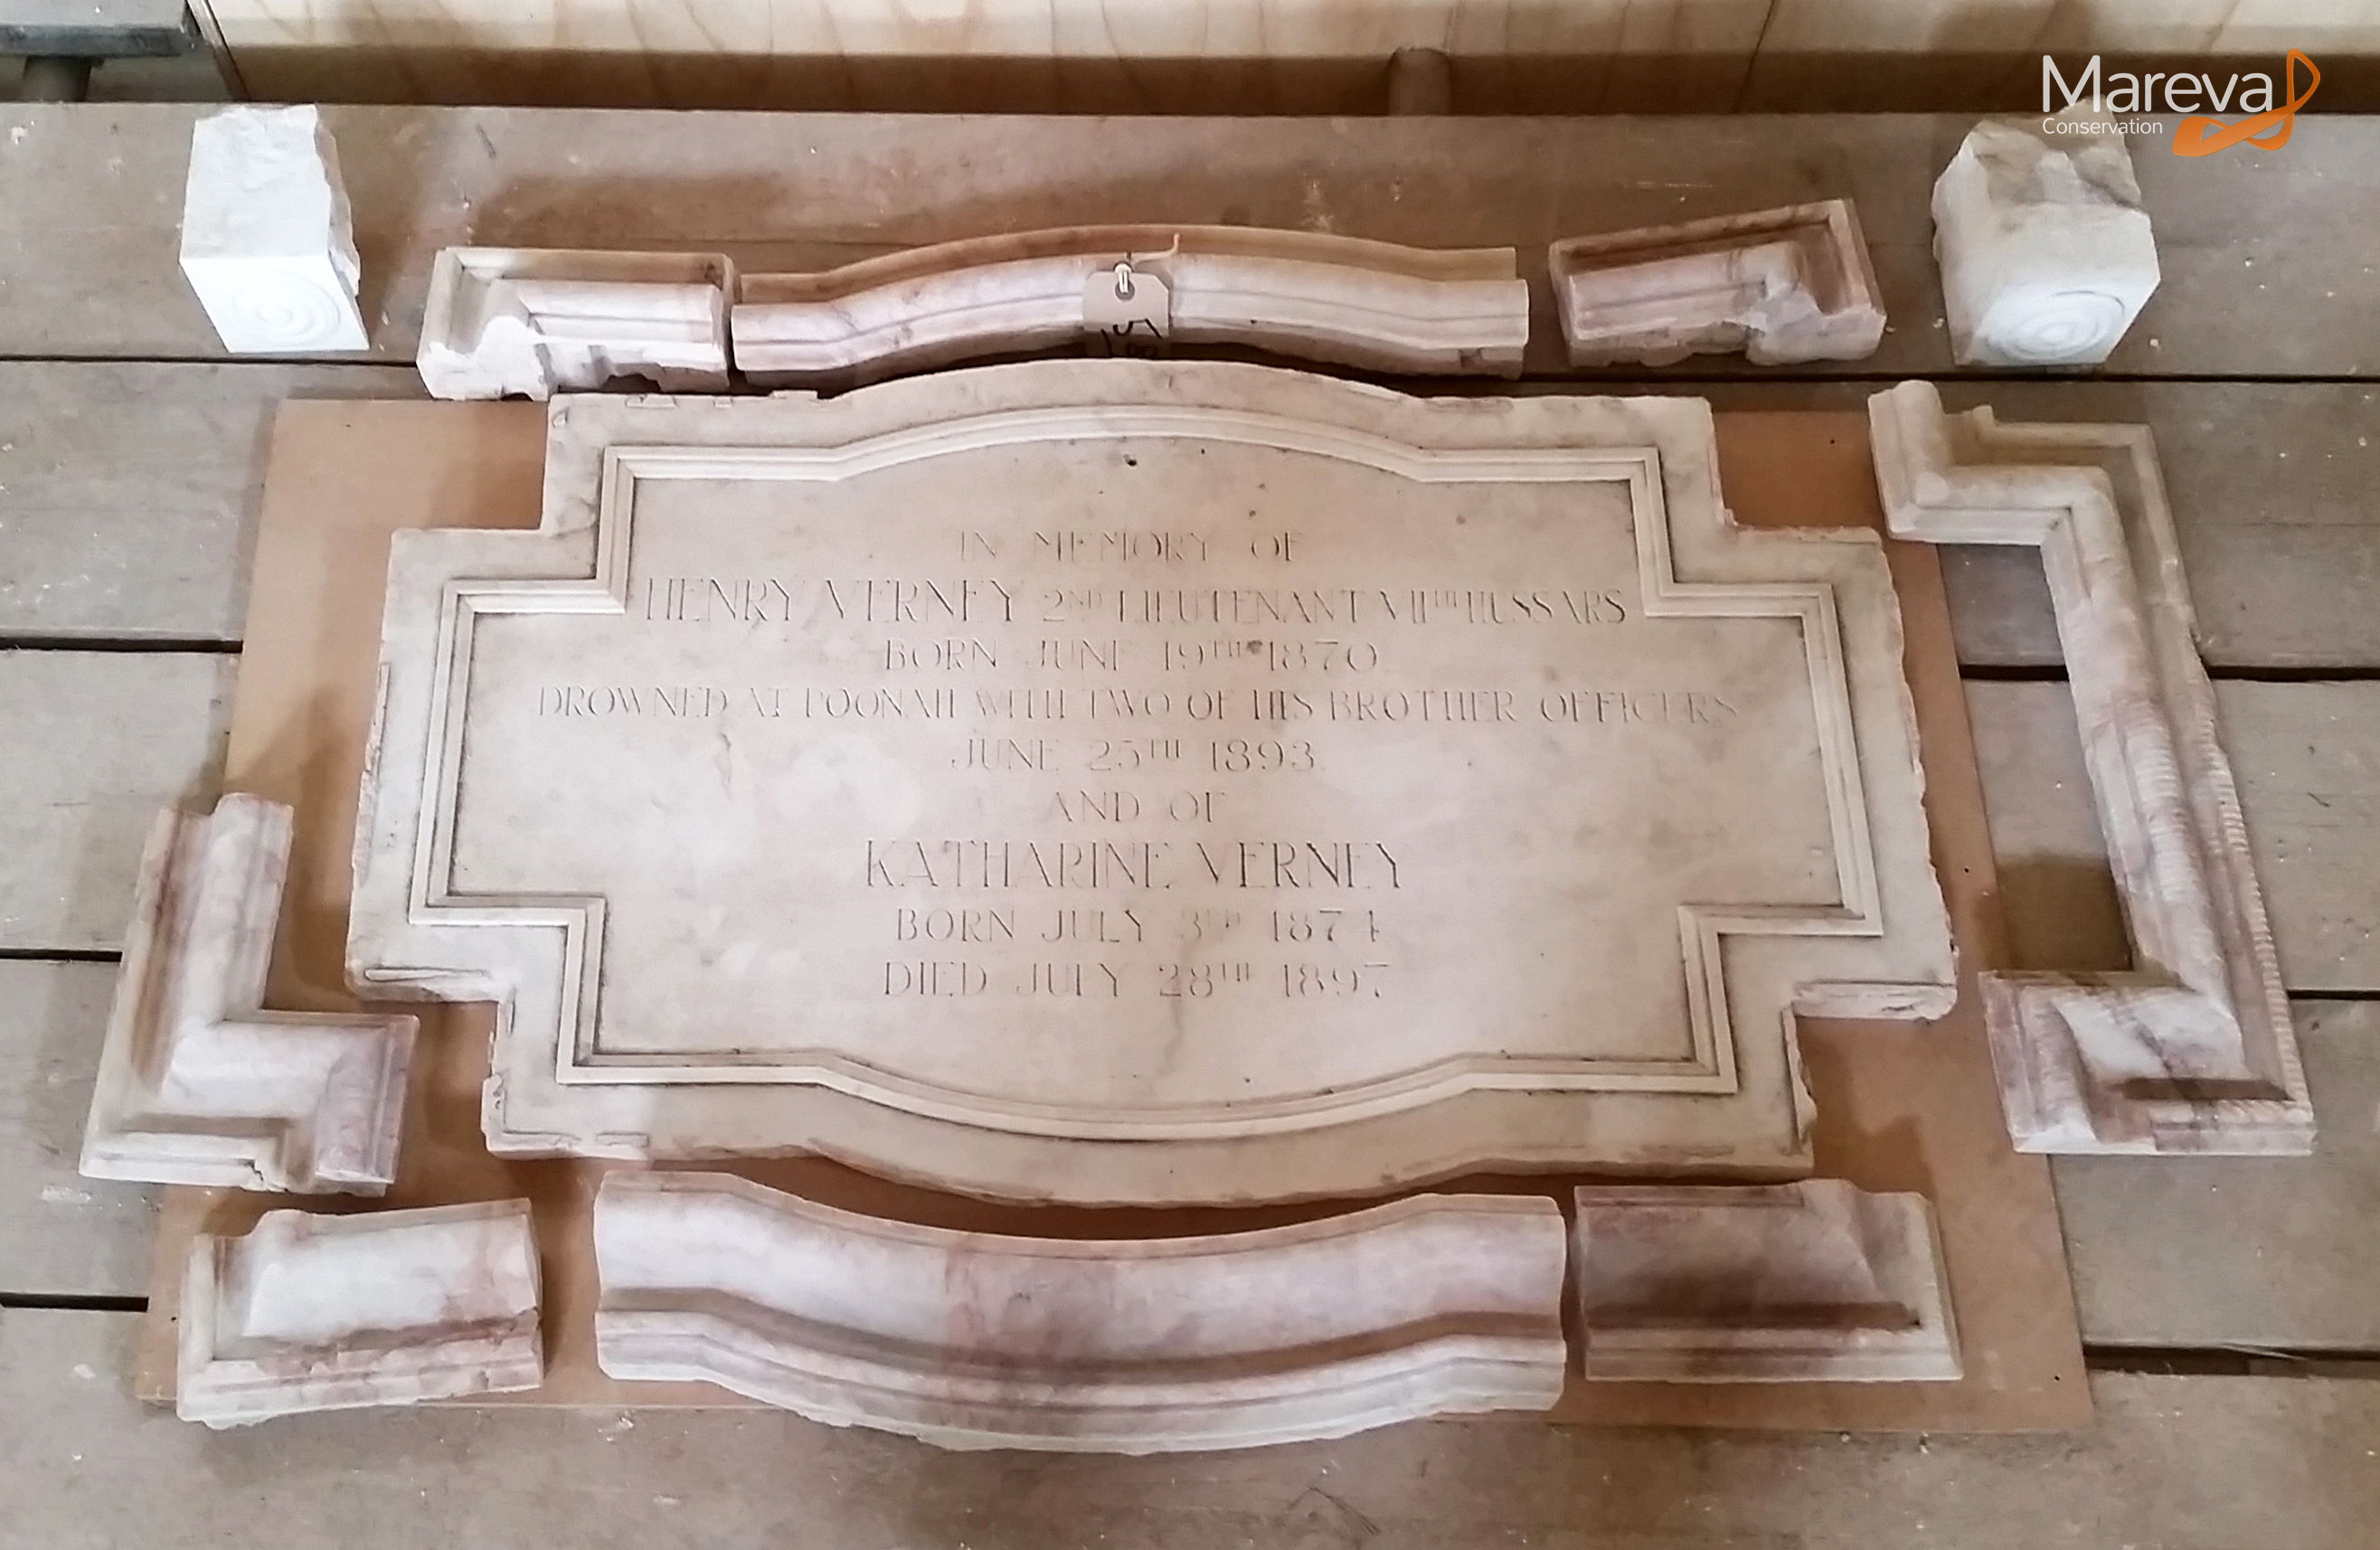 Mareva
Conservation
IN MEMORY OF
HENRY VERNEY 2ND LIEUTENANT VIITH HUSSARS
BORN JUNE 19TH 1870.
DROWNED AT POONAH WITH TWO OF HIS BROTHER OFFICERS
JUNE 25TH 1893.
AND OF
KATHARINE VERNEY
BORN JULY 3RD 1874
DIED JULY 28TH 1897.